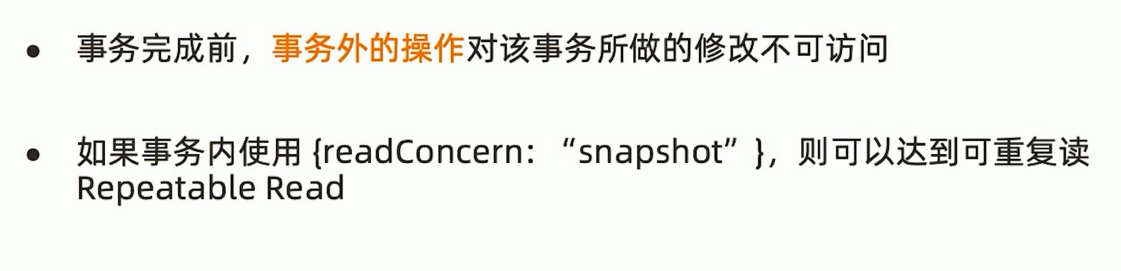 • 事务完成前，事务外的操作对该事务所做的修改不可访问
• 如果事务内使用 {readConcern: “snapshot”}，则可以达到可重复读
Repeatable Read